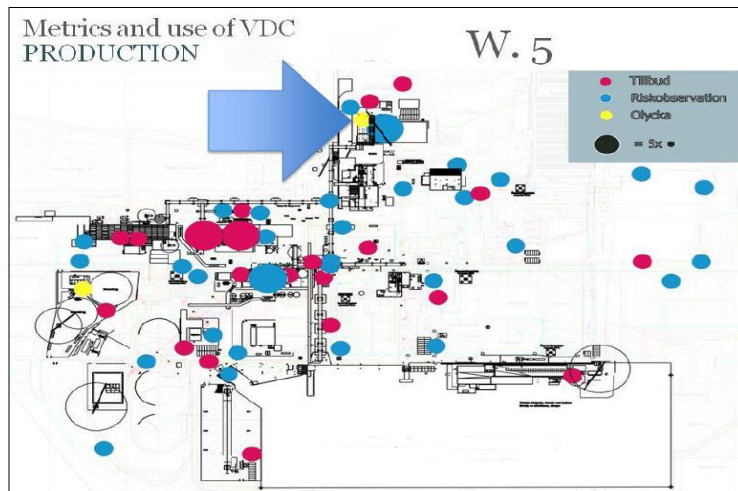 Metrics and use of VDC
PRODUCTION
W. 5
Tillbud
Riskobservation
Olycka
= 5x